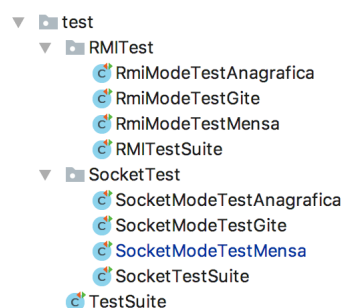 test
RMITest
RmiModeTestAnagrafica
RmiModeTestGite
RmiModeTestMensa
RMITestSuite
SocketTest
SocketModeTestAnagrafica
SocketModeTestGite
SocketModeTestMensa
SocketTestSuite
TestSuite